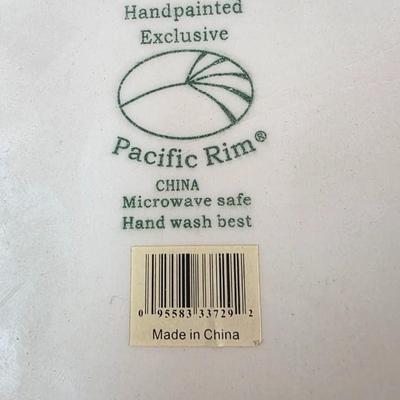 Handpainted
Exclusive
Pacific Rim®
CHINA
Microwave safe
Hand wash best
0 95583 33729 2
Made in China